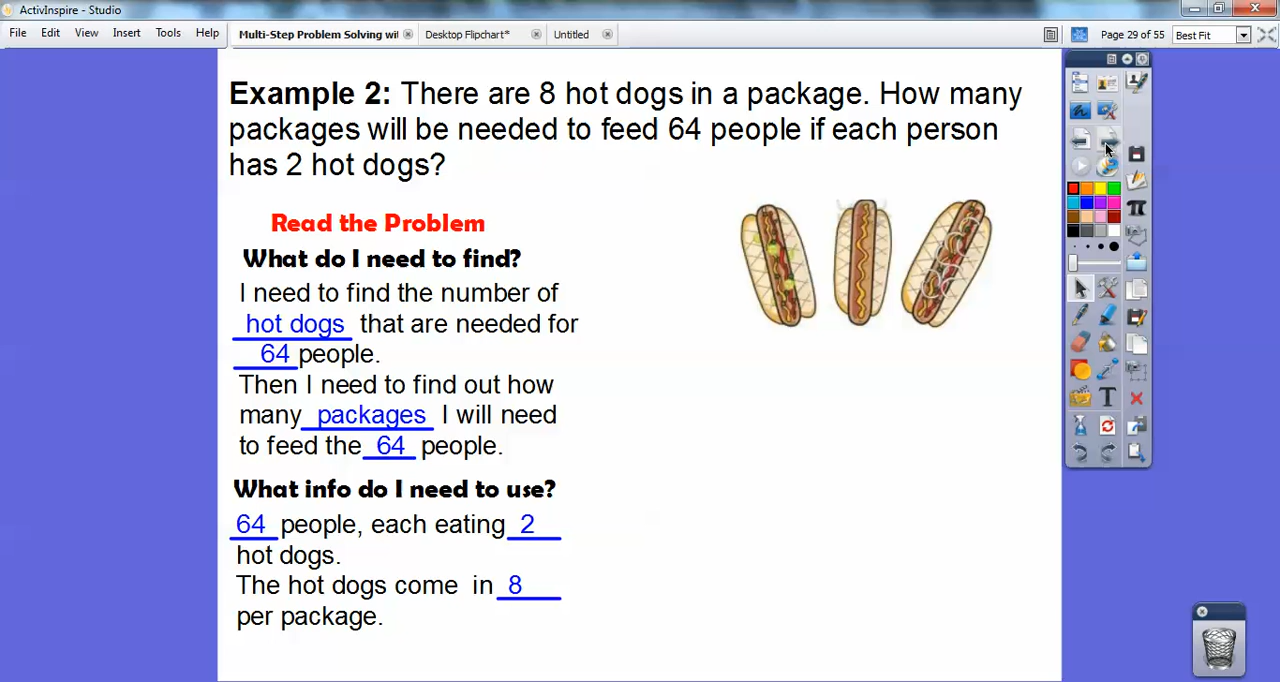 ActivInspire - Studio
File Edit View Insert Tools Help
Multi-Step Problem Solving wit Desktop Flipchart* Untitled
Page 29 of 55 Best Fit
Example 2: There are 8 hot dogs in a package. How many
packages will be needed to feed 64 people if each person
has 2 hot dogs?
Read the Problem
What do I need to find?
I need to find the number of
hot dogs that are needed for
64 people.
Then I need to find out how
many packages I will need
to feed the 64 people.
What info do I need to use?
64 people, each eating 2
hot dogs.
The hot dogs come in 8
per package.